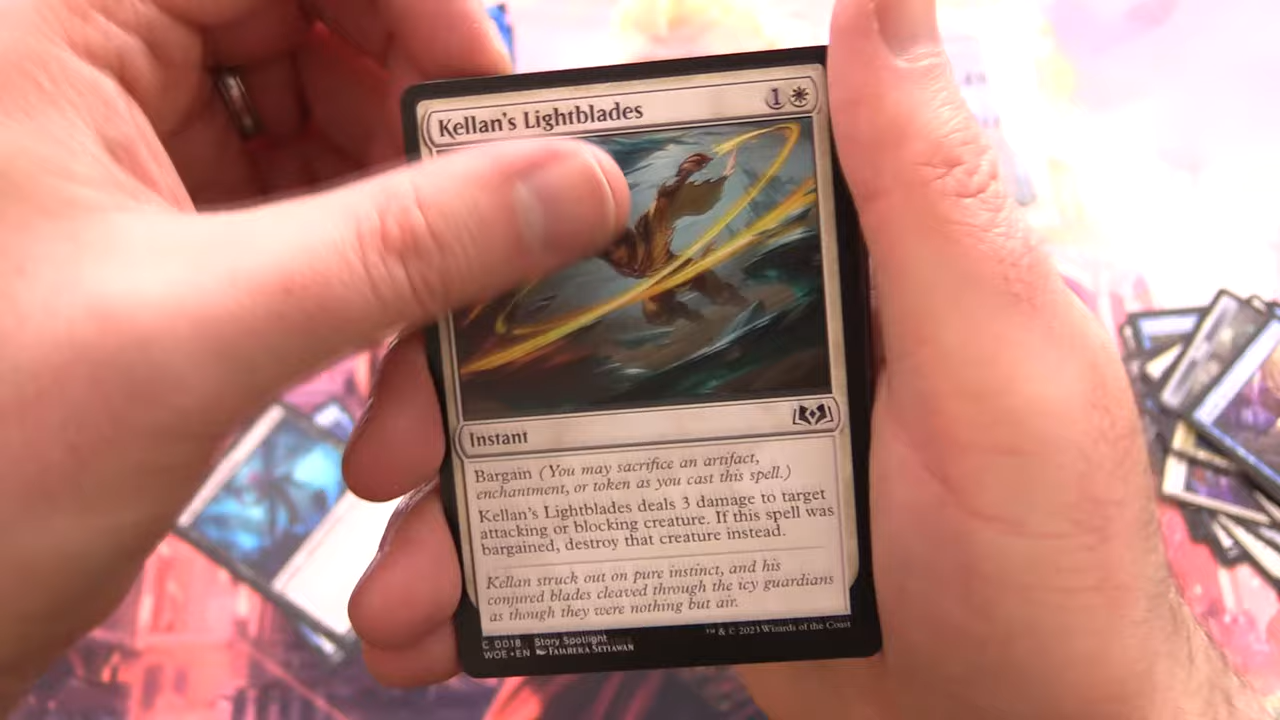 Kellan's Lightblades 1
Instant
Bargain (You may sacrifice an artifact,
enchantment, or token as you cast this spell.)
Kellan's Lightblades deals 3 damage to target
attacking or blocking creature. If this spell was
bargained, destroy that creature instead.
Kellan struck out on pure instinct, and his
conjured blades cleaved through the icy guardians
as though they were nothing but air.
C 0018 Story Spotlight
WOE • EN Fajareka Setiawan
™ & © 2023 Wizards of the Coast